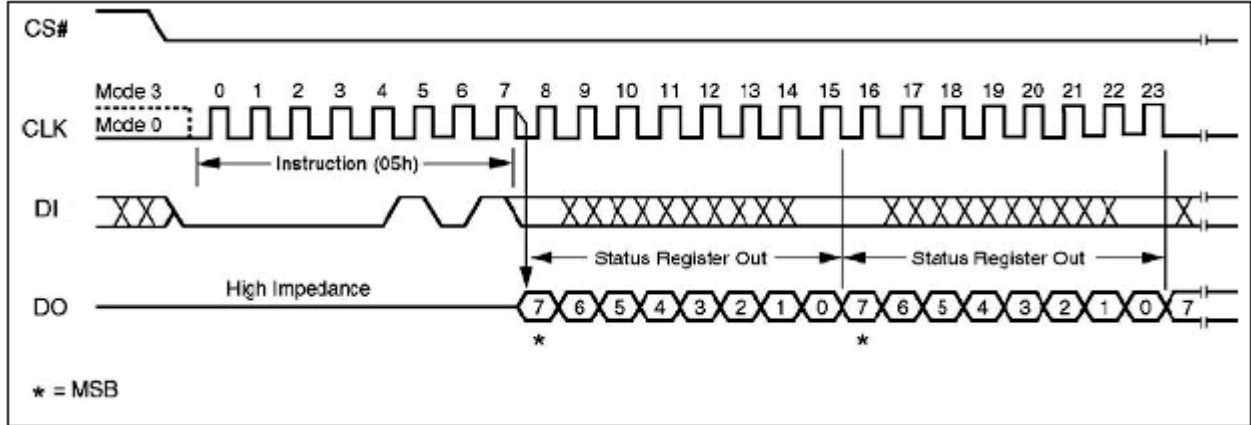 CS#
Mode 3
0 1 2 3 4 5 6 7 8 9 10 11 12 13 14 15 16 17 18 19 20 21 22 23
CLK
Mode 0
Instruction (05h)
DI
Status Register Out
Status Register Out
High Impedance
DO
7 6 5 4 3 2 1 0 7 6 5 4 3 2 1 0 7
* *
* = MSB